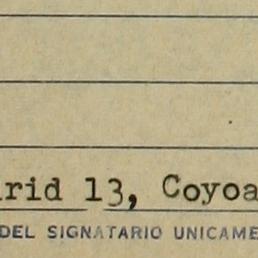 rid 13, Coyoa
DEL SIGNATARIO UNICAME